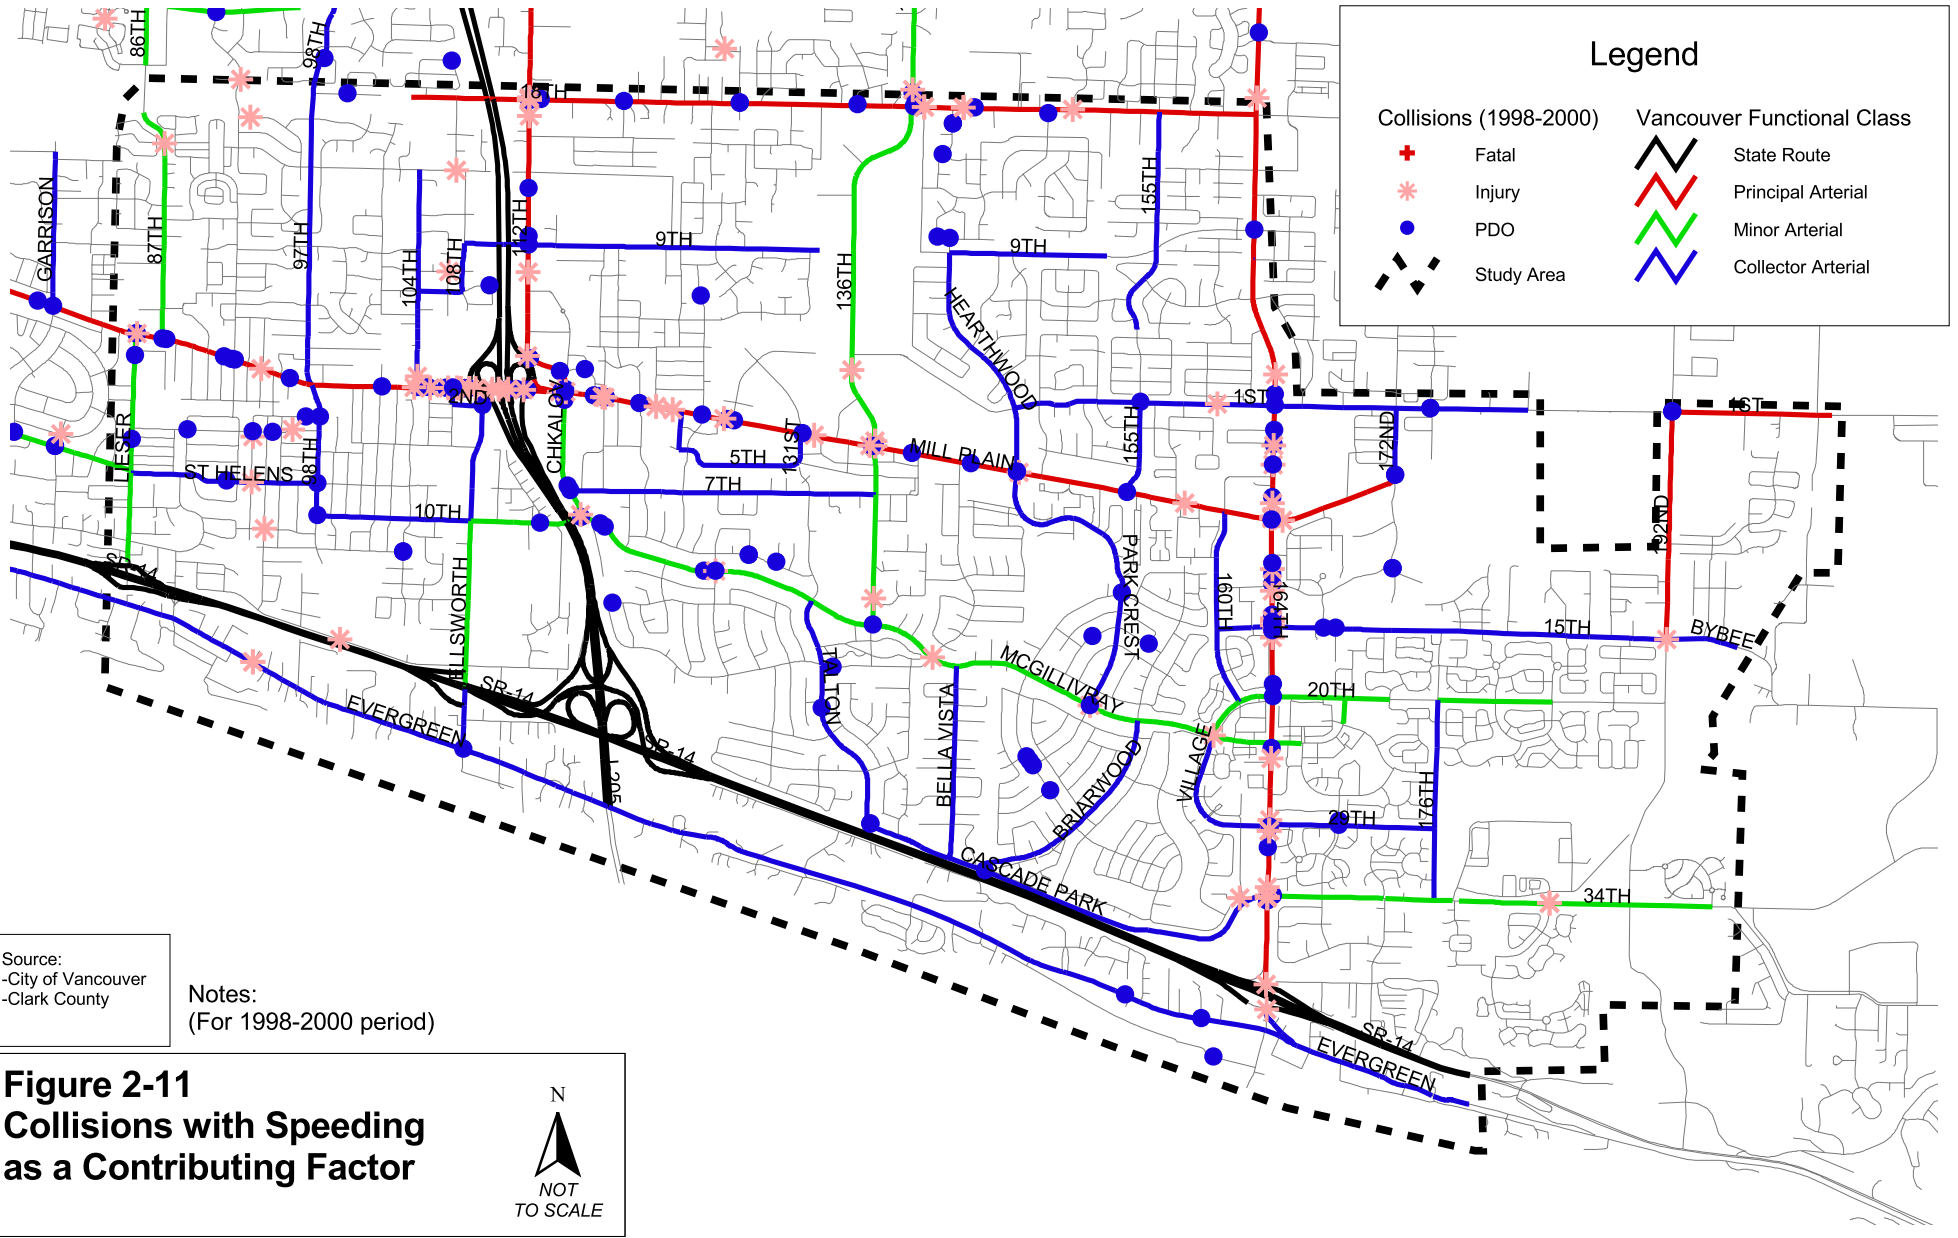 Legend
Collisions (1998-2000)
Vancouver Functional Class
Fatal
State Route
Injury
Principal Arterial
PDO
Minor Arterial
Study Area
Collector Arterial
86TH
98TH
18TH
GARRISON
87TH
97TH
104TH
108TH
112TH
9TH
136TH
9TH
155TH
HEARTHWOOD
2ND
CHKALOV
1ST
1ST
LIESER
98TH
131ST
5TH
MILL PLAIN
155TH
172ND
ST HELENS
7TH
10TH
192ND
SR-14
ELLSWORTH
PARKCREST
160TH
164TH
15TH
BYBEE
TALTON
MCGILLIVRAY
SR-14
20TH
EVERGREEN
BELLA VISTA
VILLAGE
SR-14
I-205
BRIARWOOD
176TH
29TH
CASCADE PARK
34TH
SR-14
EVERGREEN
Source:
-City of Vancouver
-Clark County
Notes:
(For 1998-2000 period)
Figure 2-11
Collisions with Speeding
as a Contributing Factor
N
NOT
TO SCALE